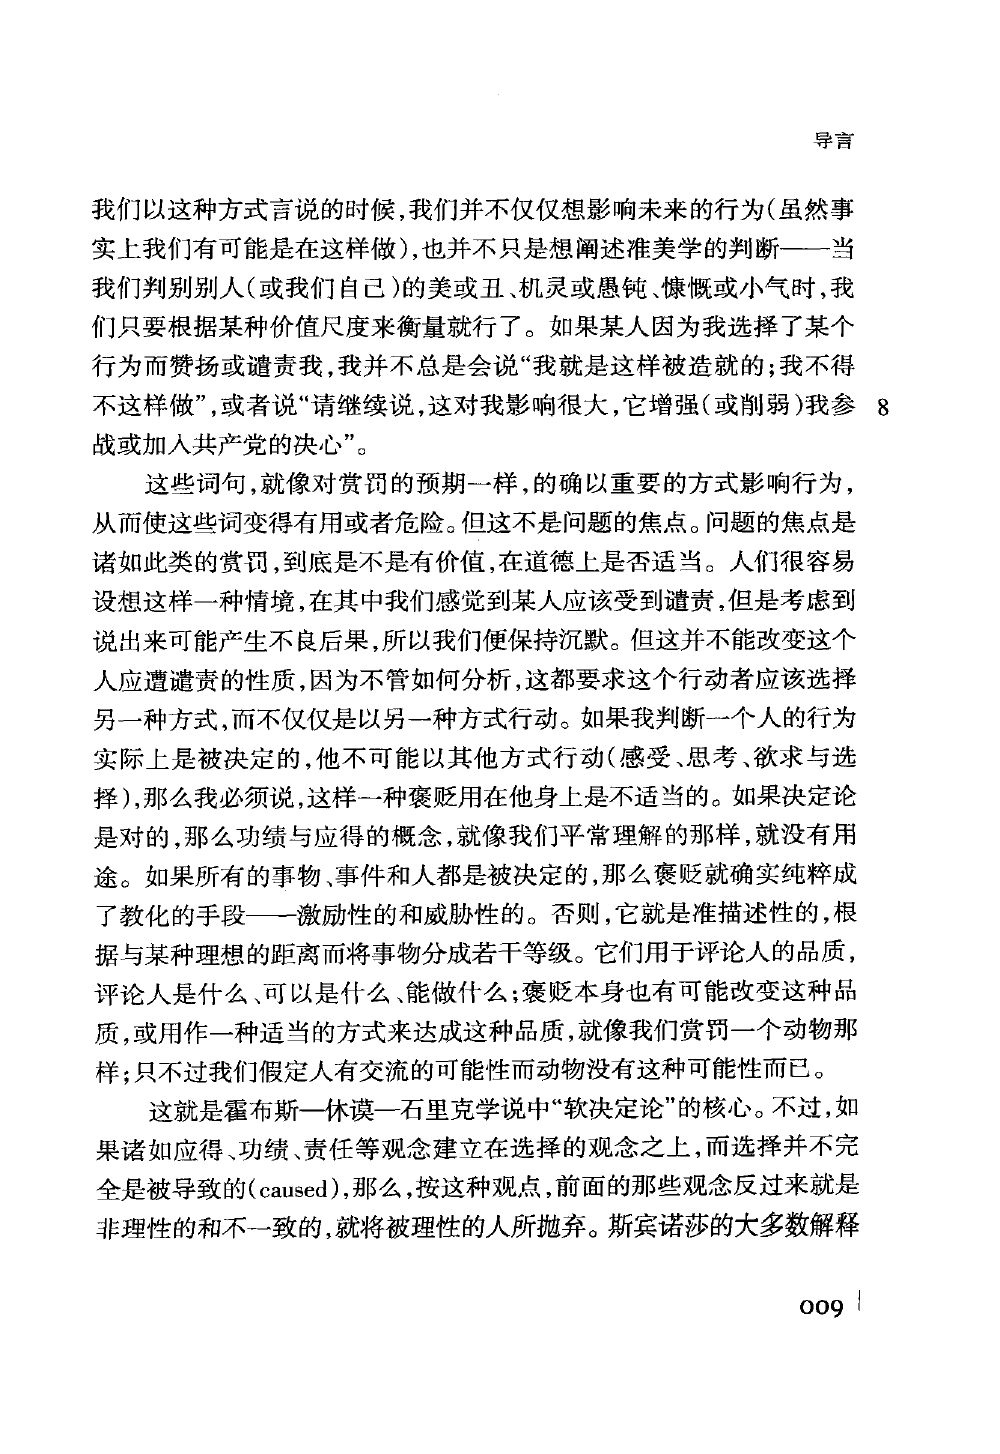 导言
我们以这种方式言说的时候,我们并不仅仅想影响未来的行为(虽然事
实上我们有可能是在这样做),也并不只是想阐述准美学的判断——当
我们判别别人(或我们自己)的美或丑、机灵或愚钝、慷慨或小气时,我
们只要根据某种价值尺度来衡量就行了。如果某人因为我选择了某个
行为而赞扬或谴责我,我并不总是会说“我就是这样被造就的;我不得
不这样做”,或者说“请继续说,这对我影响很大,它增强(或削弱)我参 8
战或加入共产党的决心”。
这些词句,就像对赏罚的预期一样,的确以重要的方式影响行为,
从而使这些词变得有用或者危险。但这不是问题的焦点。问题的焦点是
诸如此类的赏罚,到底是不是有价值,在道德上是否适当。人们很容易
设想这样一种情境,在其中我们感觉到某人应该受到谴责,但是考虑到
说出来可能产生不良后果,所以我们便保持沉默。但这并不能改变这个
人应遭谴责的性质,因为不管如何分析,这都要求这个行动者应该选择
另一种方式,而不仅仅是以另一种方式行动。如果我判断一个人的行为
实际上是被决定的,他不可能以其他方式行动(感受、思考、欲求与选
择),那么我必须说,这样一种褒贬用在他身上是不适当的。如果决定论
是对的,那么功绩与应得的概念,就像我们平常理解的那样,就没有用
途。如果所有的事物、事件和人都是被决定的,那么褒贬就确实纯粹成
了教化的手段——激励性的和威胁性的。否则,它就是准描述性的,根
据与某种理想的距离而将事物分成若干等级。它们用于评论人的品质,
评论人是什么、可以是什么、能做什么;褒贬本身也有可能改变这种品
质,或用作一种适当的方式来达成这种品质,就像我们赏罚一个动物那
样;只不过我们假定人有交流的可能性而动物没有这种可能性而已。
这就是霍布斯—休谟—石里克学说中“软决定论”的核心。不过,如
果诸如应得、功绩、责任等观念建立在选择的观念之上,而选择并不完
全是被导致的(caused),那么,按这种观点,前面的那些观念反过来就是
非理性的和不一致的,就将被理性的人所抛弃。斯宾诺莎的大多数解释
009